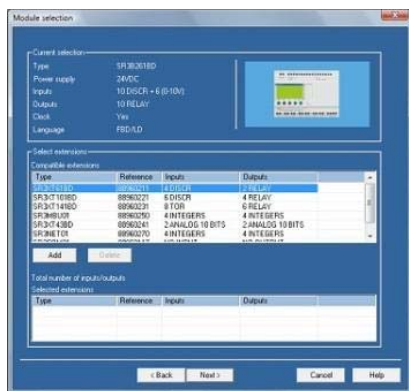 Module selection
Current selection
Type SR3B261BD
Power supply 24VDC
Inputs 10 DISCR + 6 (0-10V)
Outputs 10 RELAY
Clock Yes
Language FBD/LD
Select extensions
Compatible extensions
Type Reference Inputs Outputs
SR3XT61BD 88960211 4 DISCR 2 RELAY
SR3XT101BD 88960221 6 DISCR 4 RELAY
SR3XT141BD 88960231 8 TOR 6 RELAY
SR3MBU01 88960250 4 INTEGERS 4 INTEGERS
SR3XT43BD 88960241 2 ANALOG 10 BITS 2 ANALOG 10 BITS
SR3NET01 88960270 4 INTEGERS 4 INTEGERS
Add Delete
Total number of inputs/outputs
Selected extensions
Type Reference Inputs Outputs
< Back Next > Cancel Help